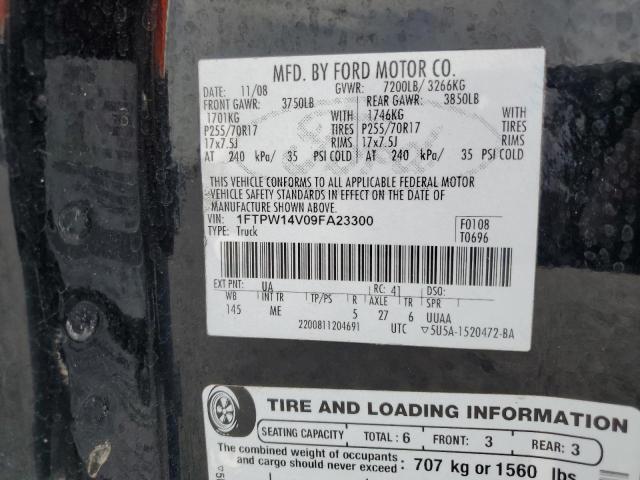 MFD. BY FORD MOTOR CO.
DATE: 11/08 GVWR: 7200LB/ 3266KG
FRONT GAWR: 3750LB REAR GAWR: 3850LB
1701KG WITH 1746KG WITH
P255/70R17 TIRES P255/70R17 TIRES
17x7.5J RIMS 17x7.5J RIMS
AT 240 kPa/ 35 PSI COLD AT 240 kPa/ 35 PSI COLD
THIS VEHICLE CONFORMS TO ALL APPLICABLE FEDERAL MOTOR
VEHICLE SAFETY STANDARDS IN EFFECT ON THE DATE OF
MANUFACTURE SHOWN ABOVE.
VIN: 1FTPW14V09FA23300 F0108
TYPE: Truck T0696
EXT PNT: UA RC: 41 DSO:
WB INT TR TP/PS R AXLE TR SPR
145 ME 5 27 6 UUAA
2200811204691 UTC ▽5U5A-1520472-BA
TIRE AND LOADING INFORMATION
SEATING CAPACITY TOTAL: 6 FRONT: 3 REAR: 3
The combined weight of occupants
and cargo should never exceed: 707 kg or 1560 lbs